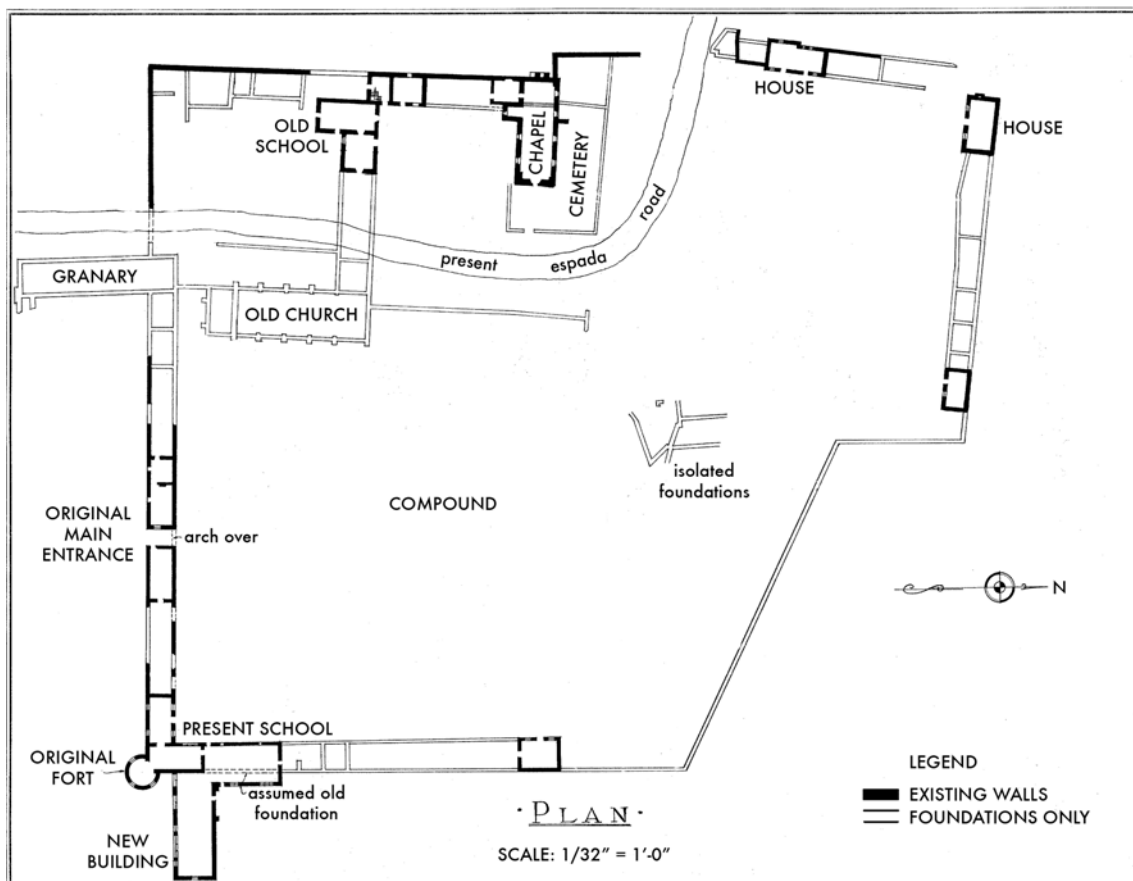 HOUSE
HOUSE
OLD
SCHOOL
CHAPEL
CEMETERY
road
present
espada
GRANARY
OLD CHURCH
isolated
foundations
COMPOUND
ORIGINAL
MAIN
ENTRANCE
arch over
N
PRESENT SCHOOL
ORIGINAL
FORT
assumed old
foundation
NEW
BUILDING
· PLAN ·
SCALE: 1/32" = 1'-0"
LEGEND
EXISTING WALLS
FOUNDATIONS ONLY